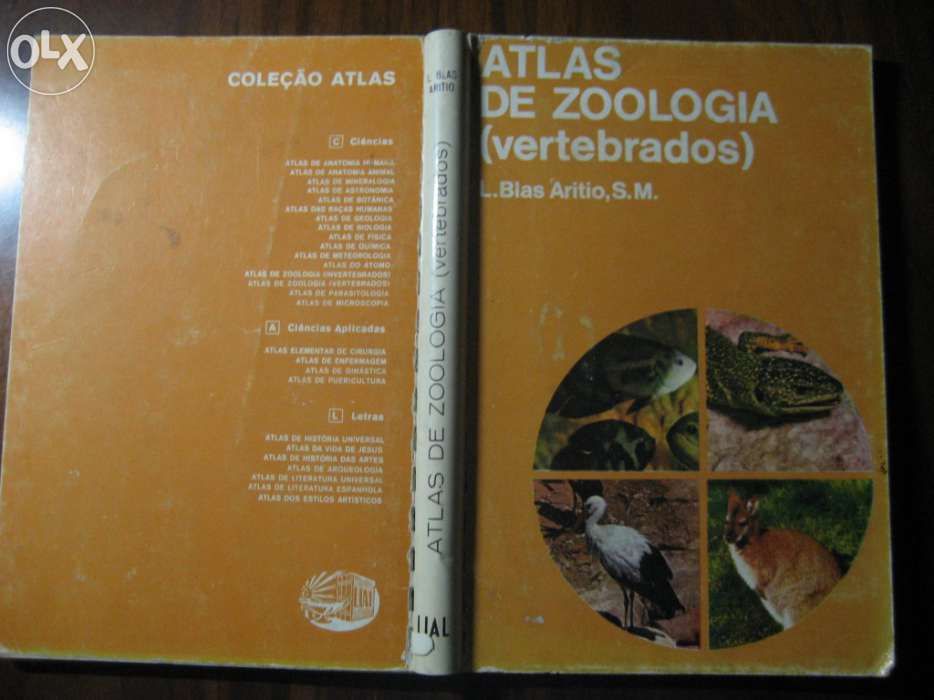 OLX
COLEÇÃO ATLAS
C Ciências
ATLAS DE ANATOMIA HUMANA
ATLAS DE ANATOMIA ANIMAL
ATLAS DE MINERALOGIA
ATLAS DE ASTRONOMIA
ATLAS DE BOTÂNICA
ATLAS DAS RAÇAS HUMANAS
ATLAS DE GEOLOGIA
ATLAS DE BIOLOGIA
ATLAS DE FÍSICA
ATLAS DE QUÍMICA
ATLAS DE METEOROLOGIA
ATLAS DO ÁTOMO
ATLAS DE ZOOLOGIA (INVERTEBRADOS)
ATLAS DE ZOOLOGIA (VERTEBRADOS)
ATLAS DE PARASITOLOGIA
ATLAS DE MICROSCOPIA
A Ciências Aplicadas
ATLAS ELEMENTAR DE CIRURGIA
ATLAS DE ENFERMAGEM
ATLAS DE GINÁSTICA
ATLAS DE PUERICULTURA
L Letras
ATLAS DE HISTÓRIA UNIVERSAL
ATLAS DA VIDA DE JESUS
ATLAS DE HISTÓRIA DAS ARTES
ATLAS DE ARQUEOLOGIA
ATLAS DE LITERATURA UNIVERSAL
ATLAS DE LITERATURA ESPANHOLA
ATLAS DOS ESTILOS ARTÍSTICOS
L. BLAS
ARITIO
ATLAS DE ZOOLOGIA (vertebrados)
ATLAS
DE ZOOLOGIA
(vertebrados)
L. Blas Aritio, S.M.